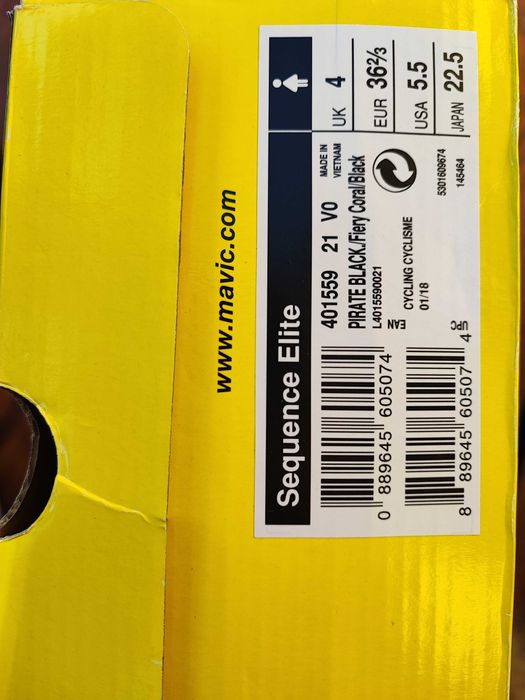 www.mavic.com
Sequence Elite
UK 4
EUR 36⅔
USA 5.5
JAPAN 22.5
401559 21 V0
MADE IN
VIETNAM
PIRATE BLACK/Fiery Coral/Black
L4015590021
EAN
CYCLING CYCLISME
01/18
5301609674
145464
0 889645 605074
UPC
8 89645 60507 4